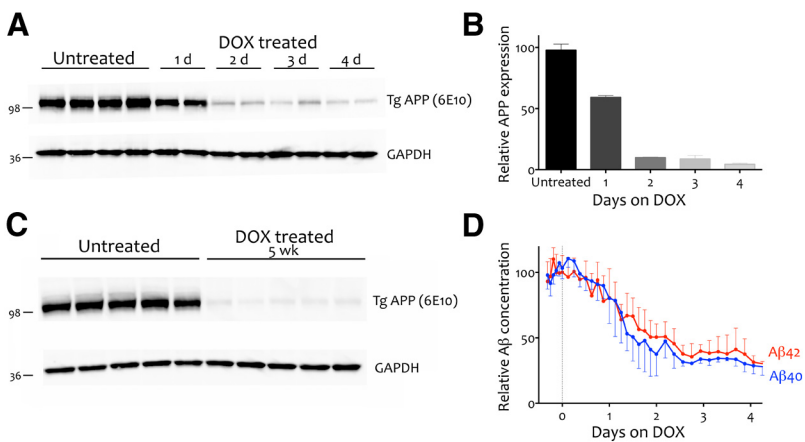 A
DOX treated
Untreated 1 d 2 d 3 d 4 d
98
Tg APP (6E10)
36
GAPDH
B
Relative APP expression
100
50
0
Untreated 1 2 3 4
Days on DOX
C
Untreated
DOX treated
5 wk
98
Tg APP (6E10)
36
GAPDH
D
Relative Aβ concentration
100
50
0
Aβ42
Aβ40
0 1 2 3 4
Days on DOX